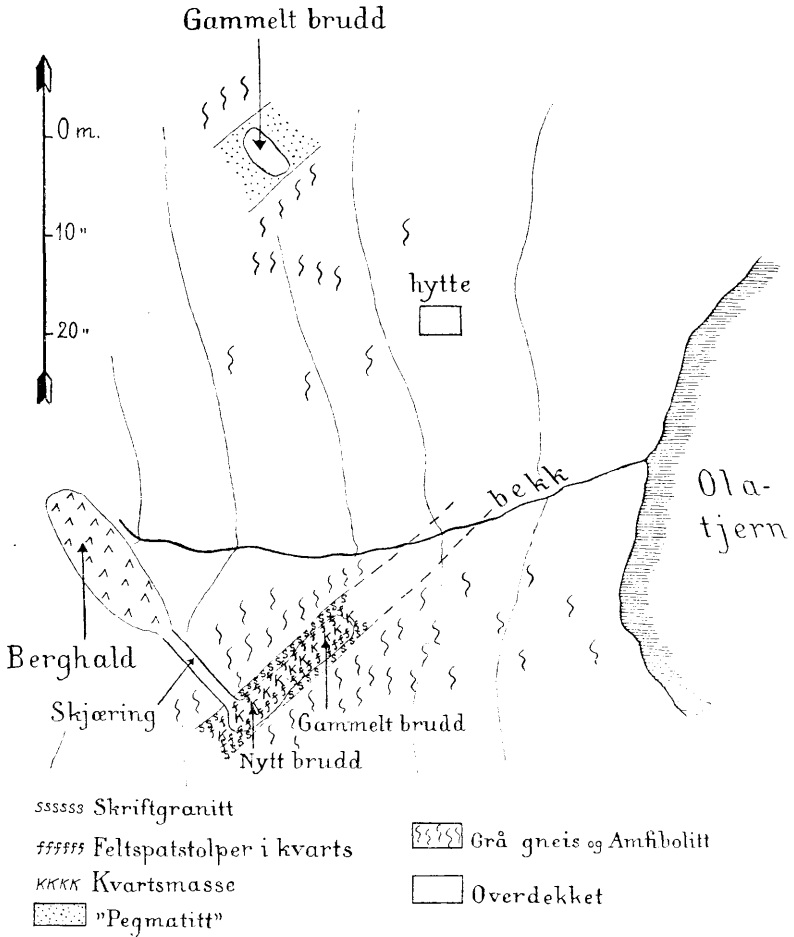 Gammelt brudd
0 m.
10 "
20 "
hytte
bekk
Ola-
tjern
Berghald
Skjæring
Gammelt brudd
Nytt brudd
ssssss Skriftgranitt
ffffff Feltspatstolper i kvarts
KKKK Kvartsmasse
"Pegmatitt"
Grå gneis og Amfibolitt
Overdekket